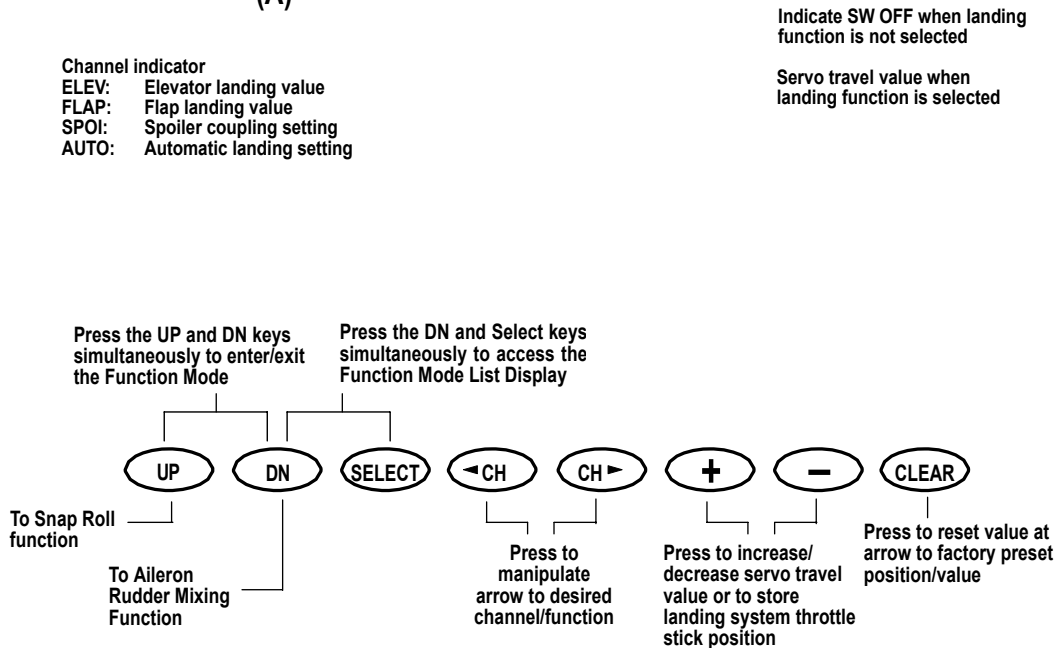 (A)
Indicate SW OFF when landing
function is not selected
Servo travel value when
landing function is selected
Channel indicator
ELEV: Elevator landing value
FLAP: Flap landing value
SPOI: Spoiler coupling setting
AUTO: Automatic landing setting
Press the UP and DN keys
simultaneously to enter/exit
the Function Mode
Press the DN and Select keys
simultaneously to access the
Function Mode List Display
UP
DN
SELECT
◄CH
CH►
+
−
CLEAR
To Snap Roll
function
To Aileron
Rudder Mixing
Function
Press to
manipulate
arrow to desired
channel/function
Press to increase/
decrease servo travel
value or to store
landing system throttle
stick position
Press to reset value at
arrow to factory preset
position/value